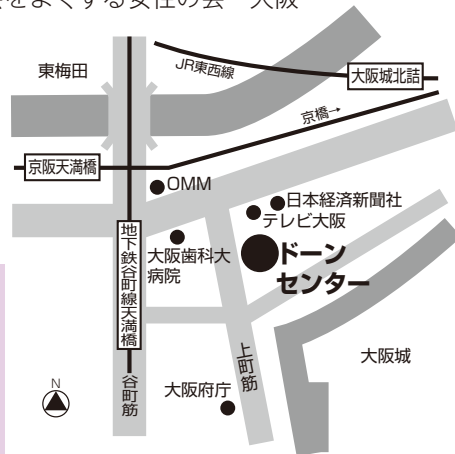 をよくする女性の会 大阪
東梅田
JR東西線
大阪城北詰
京橋→
京阪天満橋
OMM
日本経済新聞社
テレビ大阪
地下鉄谷町線天満橋
大阪歯科大
病院
ドーン
センター
上町筋
大阪城
谷町筋
大阪府庁
N